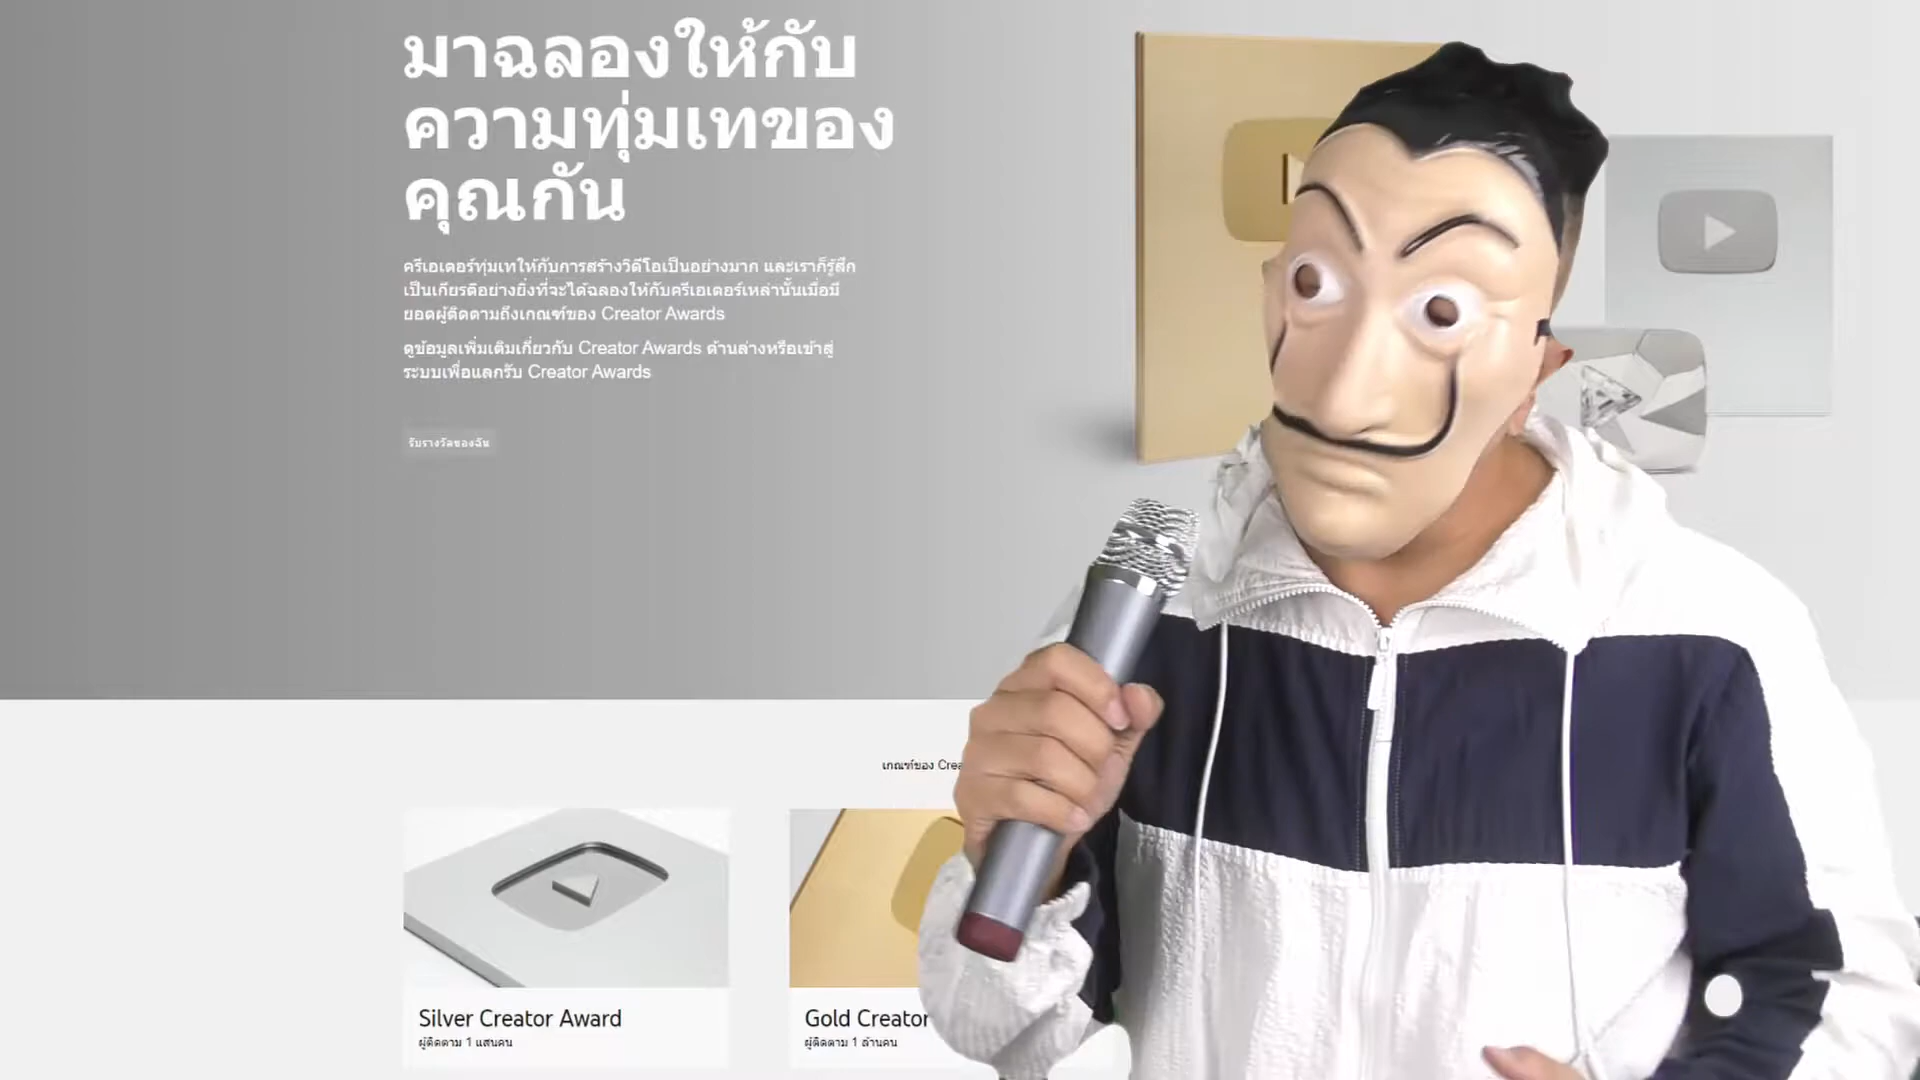 มาฉลองให้กับ
ความทุ่มเทของ
คุณกัน
ครีเอเตอร์ทุ่มเทให้กับการสร้างวิดีโอเป็นอย่างมาก และเราก็รู้สึก
เป็นเกียรติอย่างยิ่งที่จะได้ฉลองให้กับครีเอเตอร์เหล่านั้นเมื่อมี
ยอดผู้ติดตามถึงเกณฑ์ของ Creator Awards
ดูข้อมูลเพิ่มเติมเกี่ยวกับ Creator Awards ด้านล่างหรือเข้าสู่
ระบบเพื่อแลกรับ Creator Awards
รับรางวัลของฉัน
เกณฑ์ของ Crea
Silver Creator Award
ผู้ติดตาม 1 แสนคน
Gold Creator
ผู้ติดตาม 1 ล้านคน